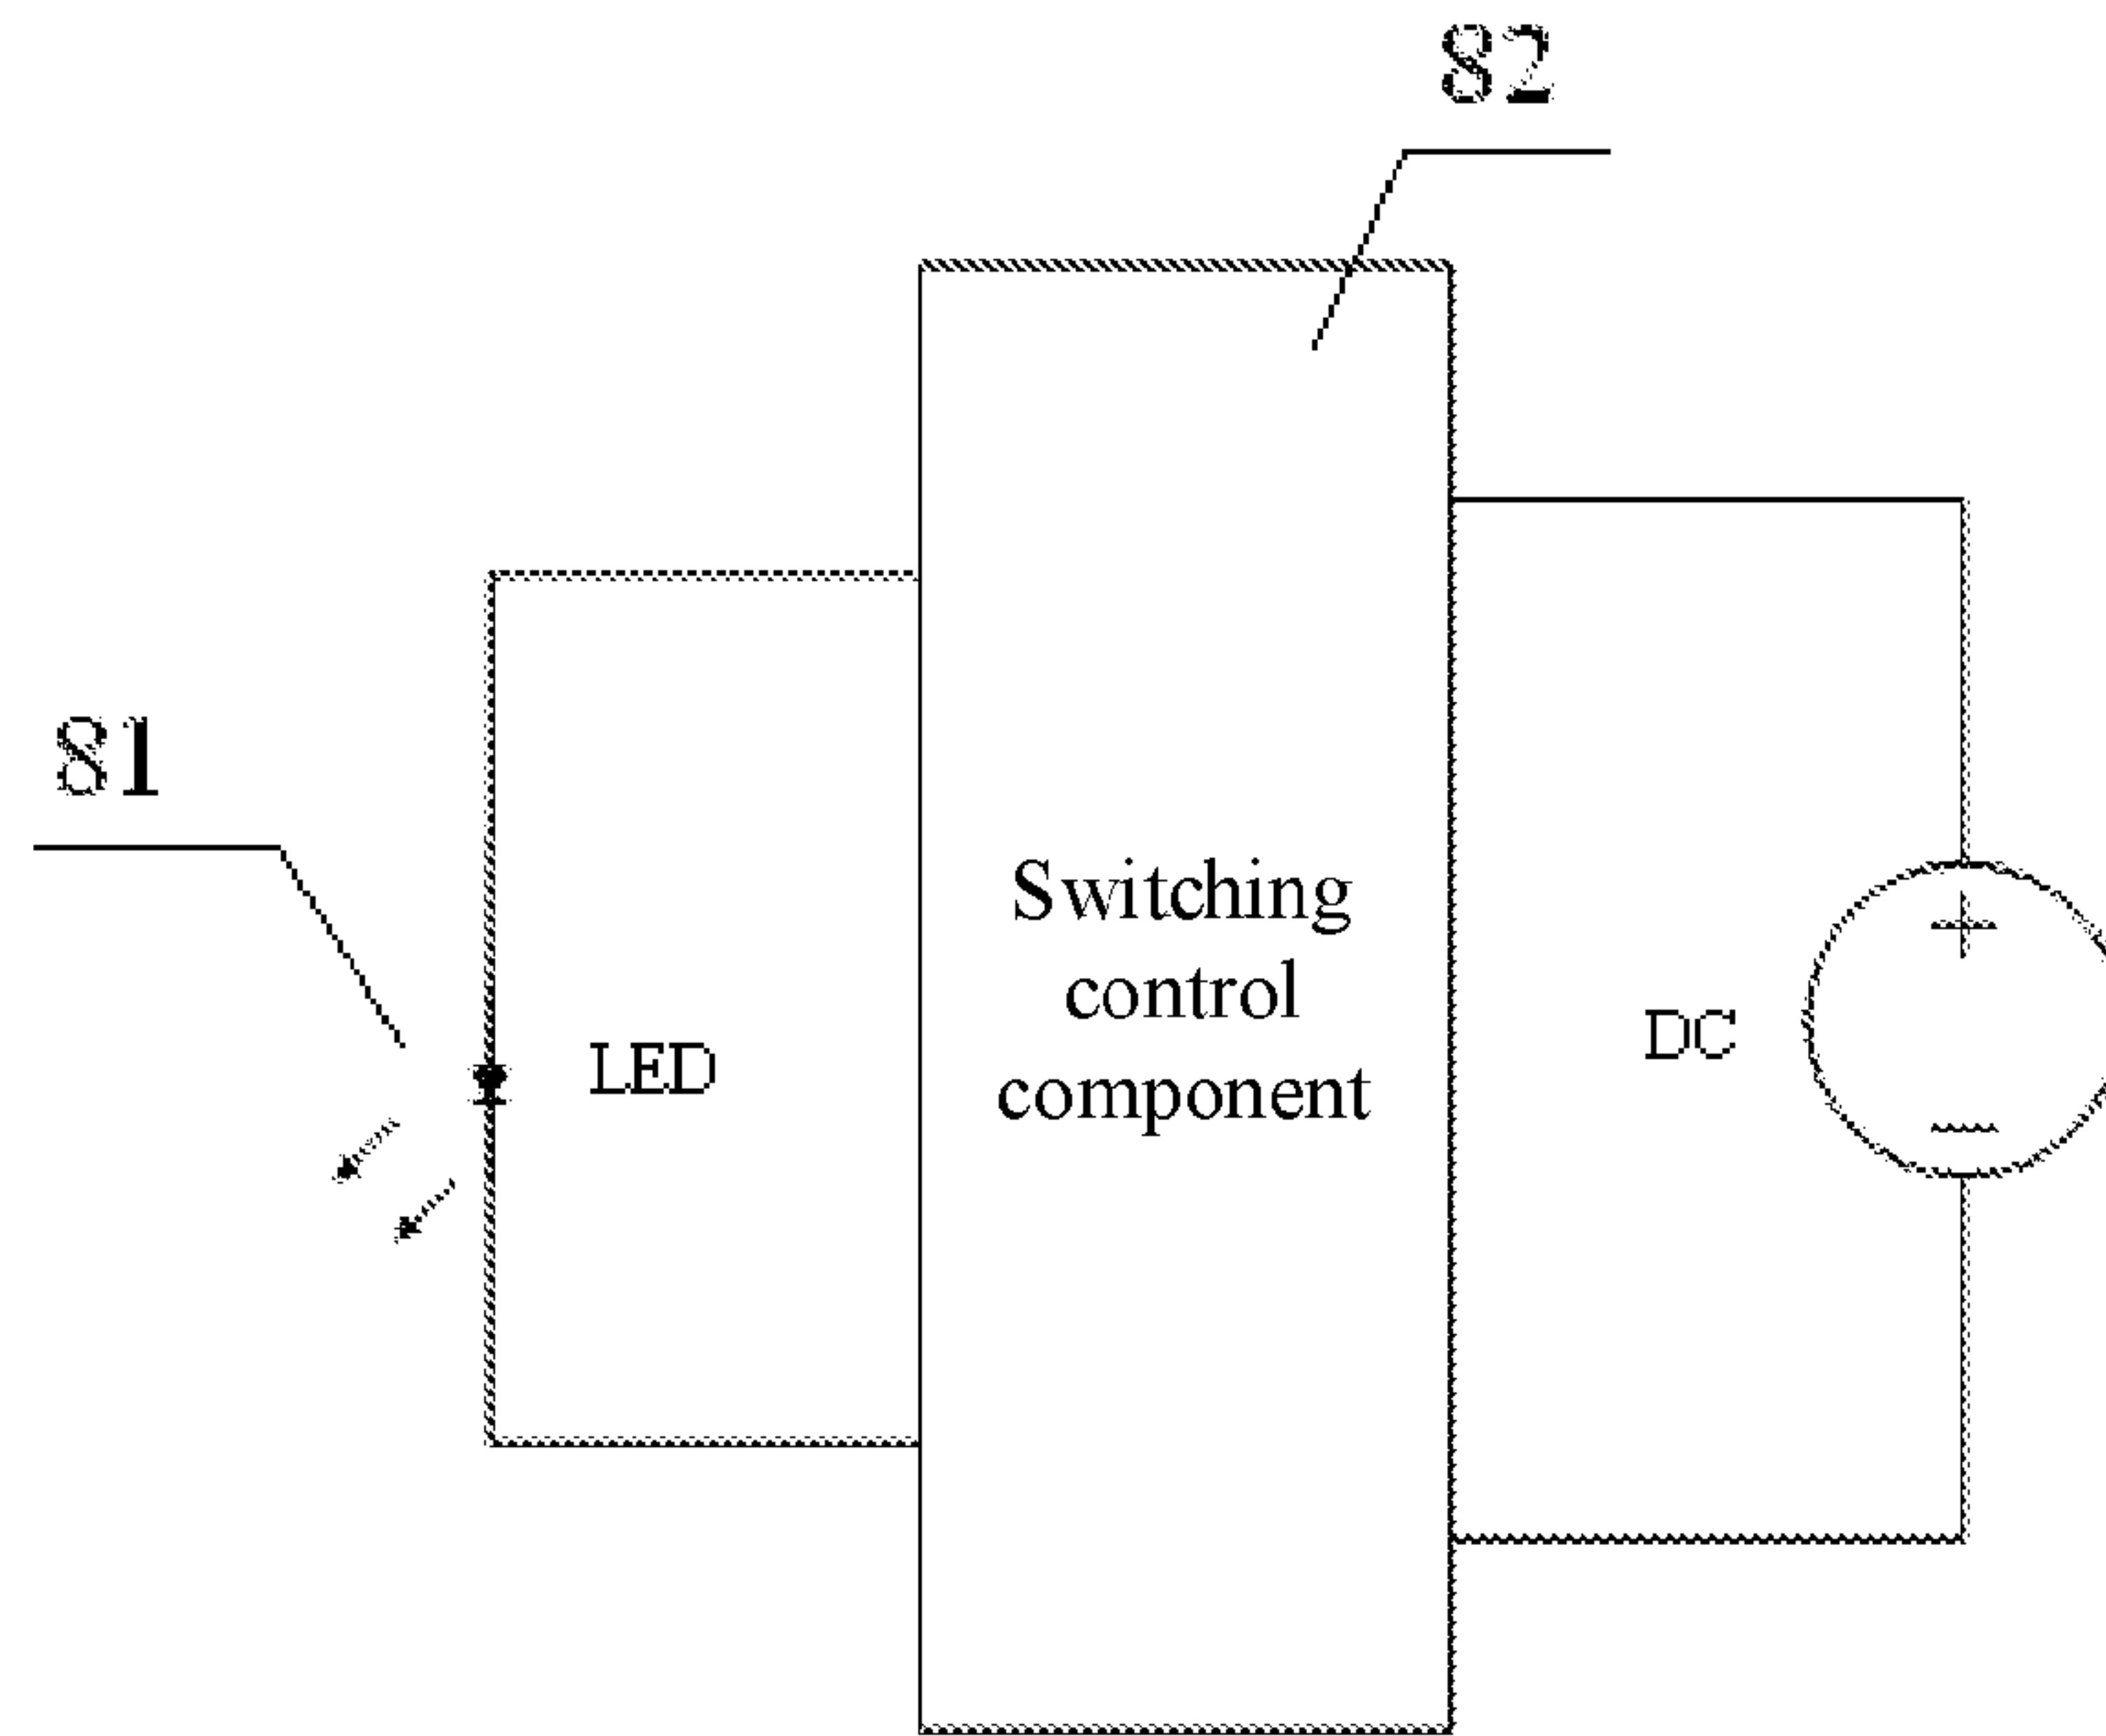 82
81
LED
Switching
control
component
DC
+
−